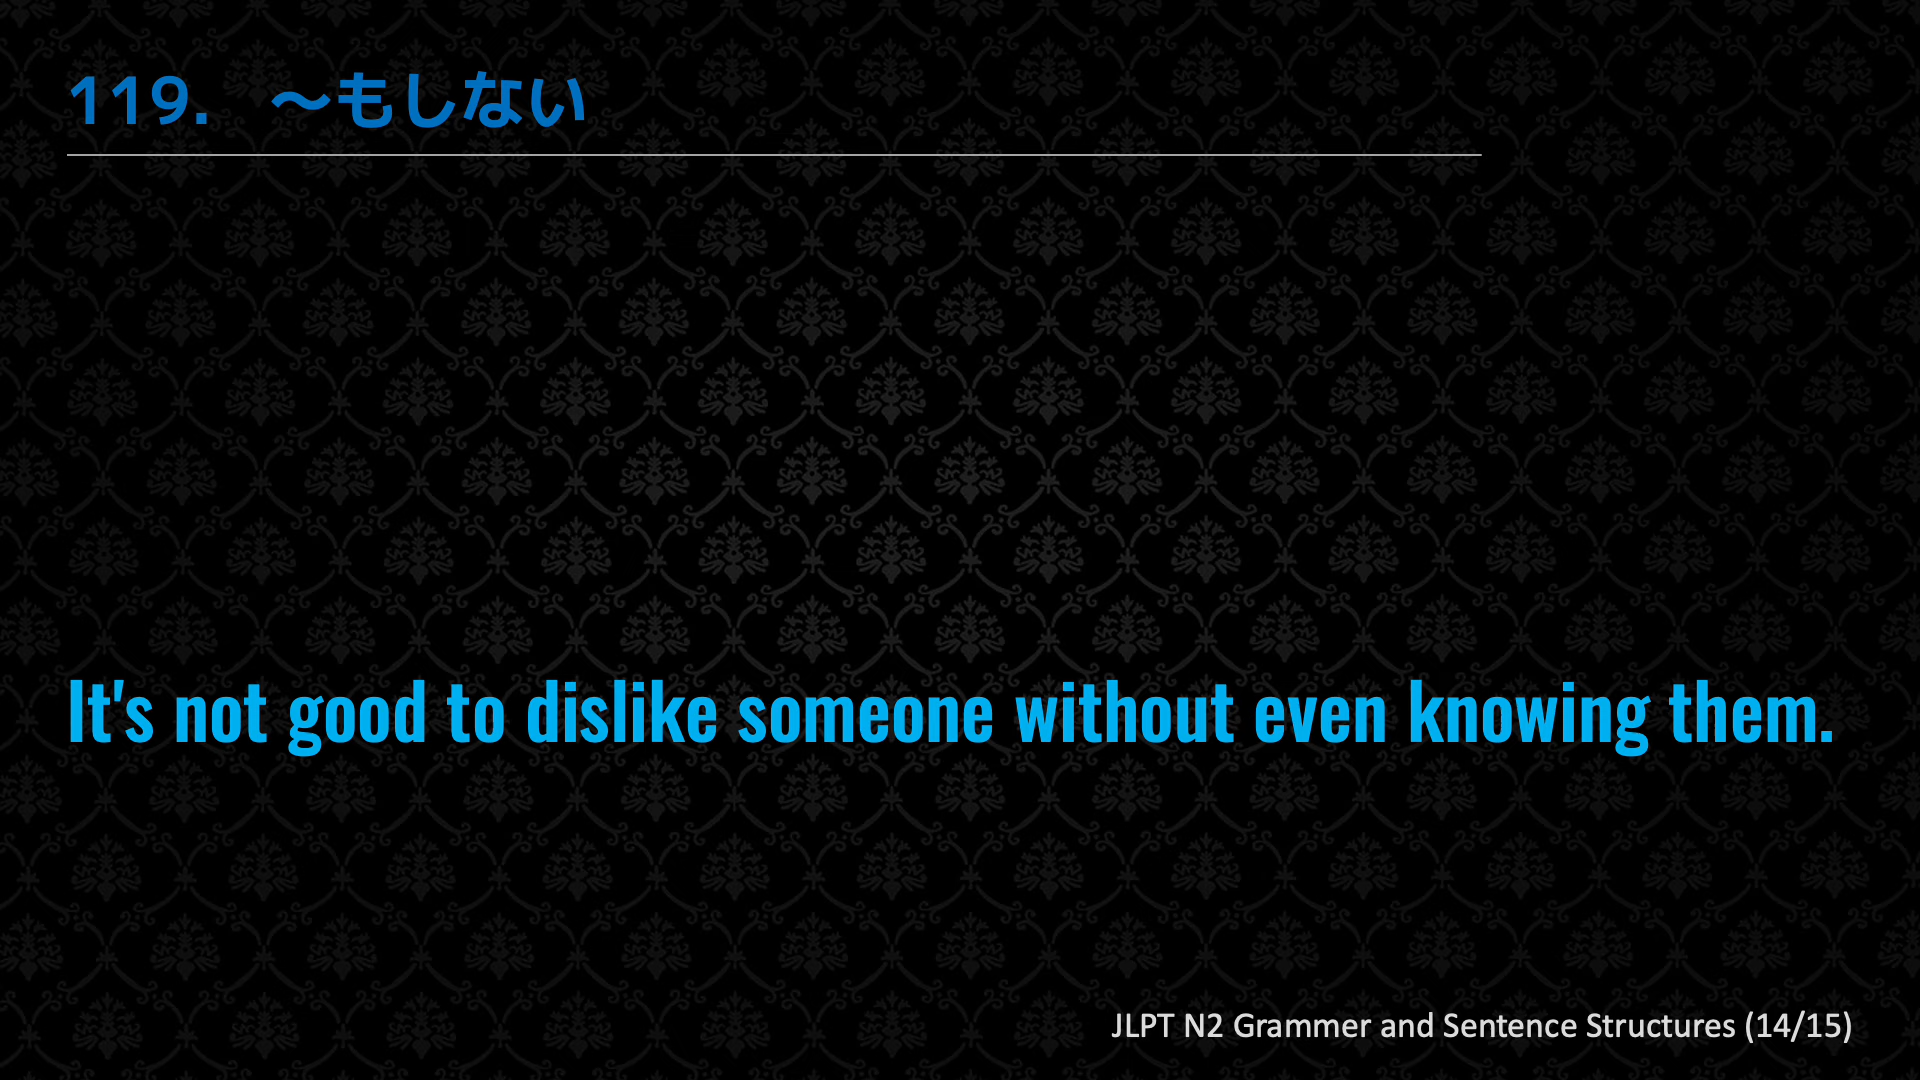 119.　～もしない
It's not good to dislike someone without even knowing them.
JLPT N2 Grammer and Sentence Structures (14/15)